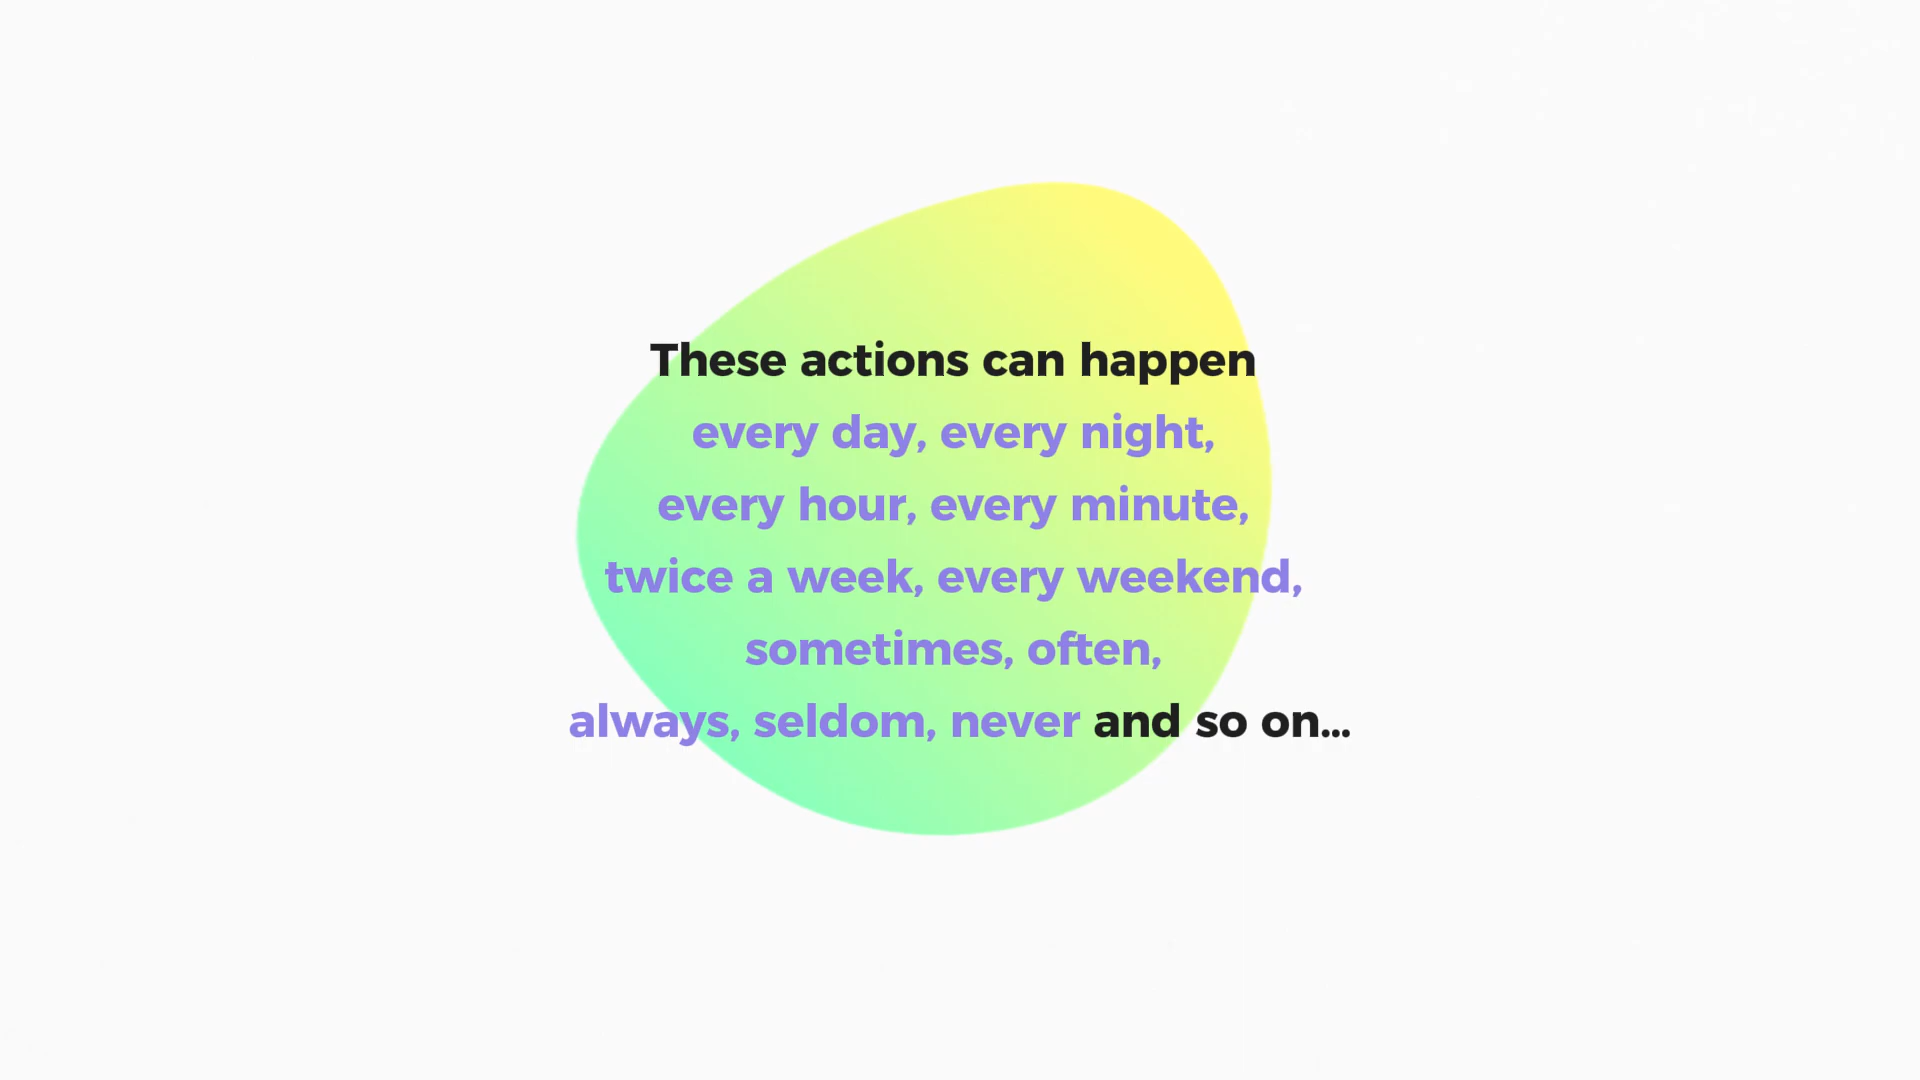 These actions can happen
every day, every night,
every hour, every minute,
twice a week, every weekend,
sometimes, often,
always, seldom, never and so on...